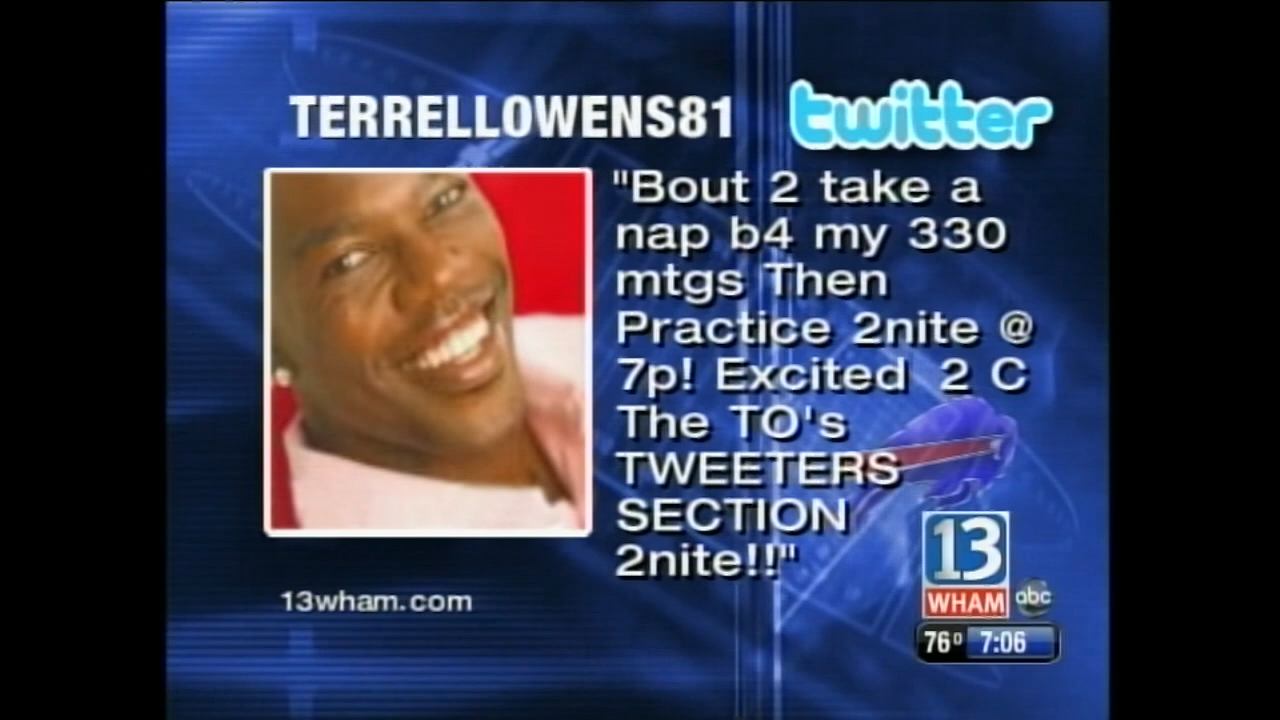 TERRELLOWENS81
twitter
"Bout 2 take a
nap b4 my 330
mtgs Then
Practice 2nite @
7p! Excited 2 C
The TO's
TWEETERS
SECTION
2nite!!"
13wham.com
13
WHAM
abc
76° 7:06